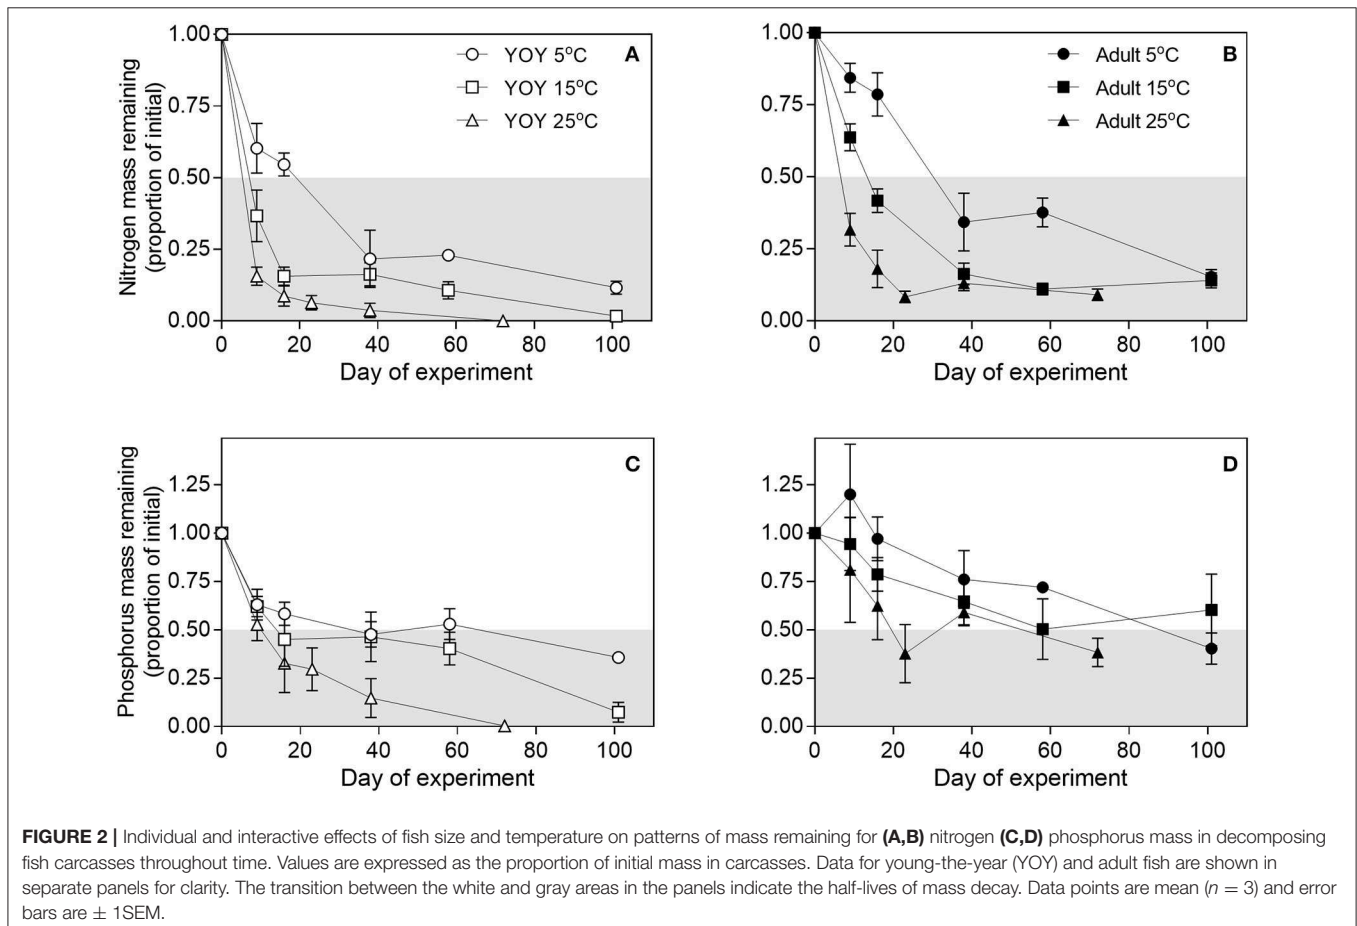 1.00
0.75
0.50
0.25
0.00
Nitrogen mass remaining
(proportion of initial)
YOY 5°C
YOY 15°C
YOY 25°C
A
0 20 40 60 80 100
Day of experiment
1.00
0.75
0.50
0.25
0.00
Adult 5°C
Adult 15°C
Adult 25°C
B
0 20 40 60 80 100
Day of experiment
1.25
1.00
0.75
0.50
0.25
0.00
Phosphorus mass remaining
(proportion of initial)
C
0 20 40 60 80 100
Day of experiment
1.25
1.00
0.75
0.50
0.25
0.00
D
0 20 40 60 80 100
Day of experiment
FIGURE 2 | Individual and interactive effects of fish size and temperature on patterns of mass remaining for (A,B) nitrogen (C,D) phosphorus mass in decomposing
fish carcasses throughout time. Values are expressed as the proportion of initial mass in carcasses. Data for young-the-year (YOY) and adult fish are shown in
separate panels for clarity. The transition between the white and gray areas in the panels indicate the half-lives of mass decay. Data points are mean (n = 3) and error
bars are ± 1SEM.